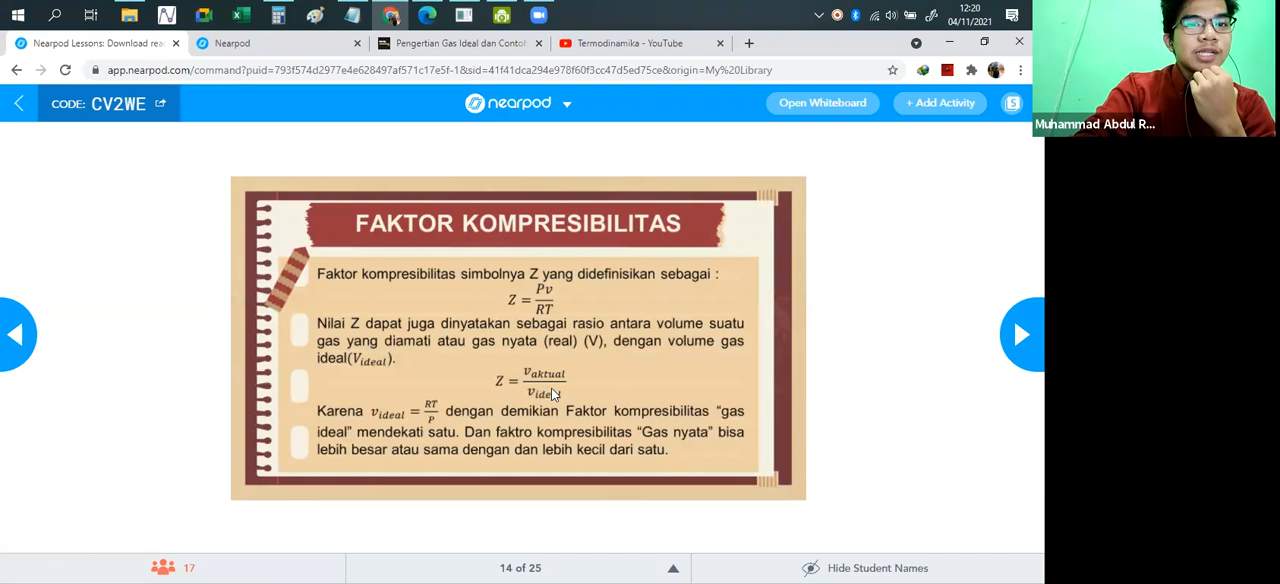 12:20
04/11/2021
Nearpod Lessons: Download rea
Nearpod
Pengertian Gas Ideal dan Contoh
Termodinamika - YouTube
app.nearpod.com/command?puid=793f574d2977e4e628497af571c17e5f-1&sid=41f41dca294e978f60f3cc47d5ed75ce&origin=My%20Library
CODE: CV2WE
nearpod
Open Whiteboard
+ Add Activity
S
Muhammad Abdul R...
FAKTOR KOMPRESIBILITAS
Faktor kompresibilitas simbolnya Z yang didefinisikan sebagai :
Z = Pv/RT
Nilai Z dapat juga dinyatakan sebagai rasio antara volume suatu
gas yang diamati atau gas nyata (real) (V), dengan volume gas
ideal(V_ideal).
Z = v_aktual/v_ideal
Karena v_ideal = RT/P dengan demikian Faktor kompresibilitas “gas
ideal” mendekati satu. Dan faktro kompresibilitas “Gas nyata” bisa
lebih besar atau sama dengan dan lebih kecil dari satu.
17
14 of 25
Hide Student Names